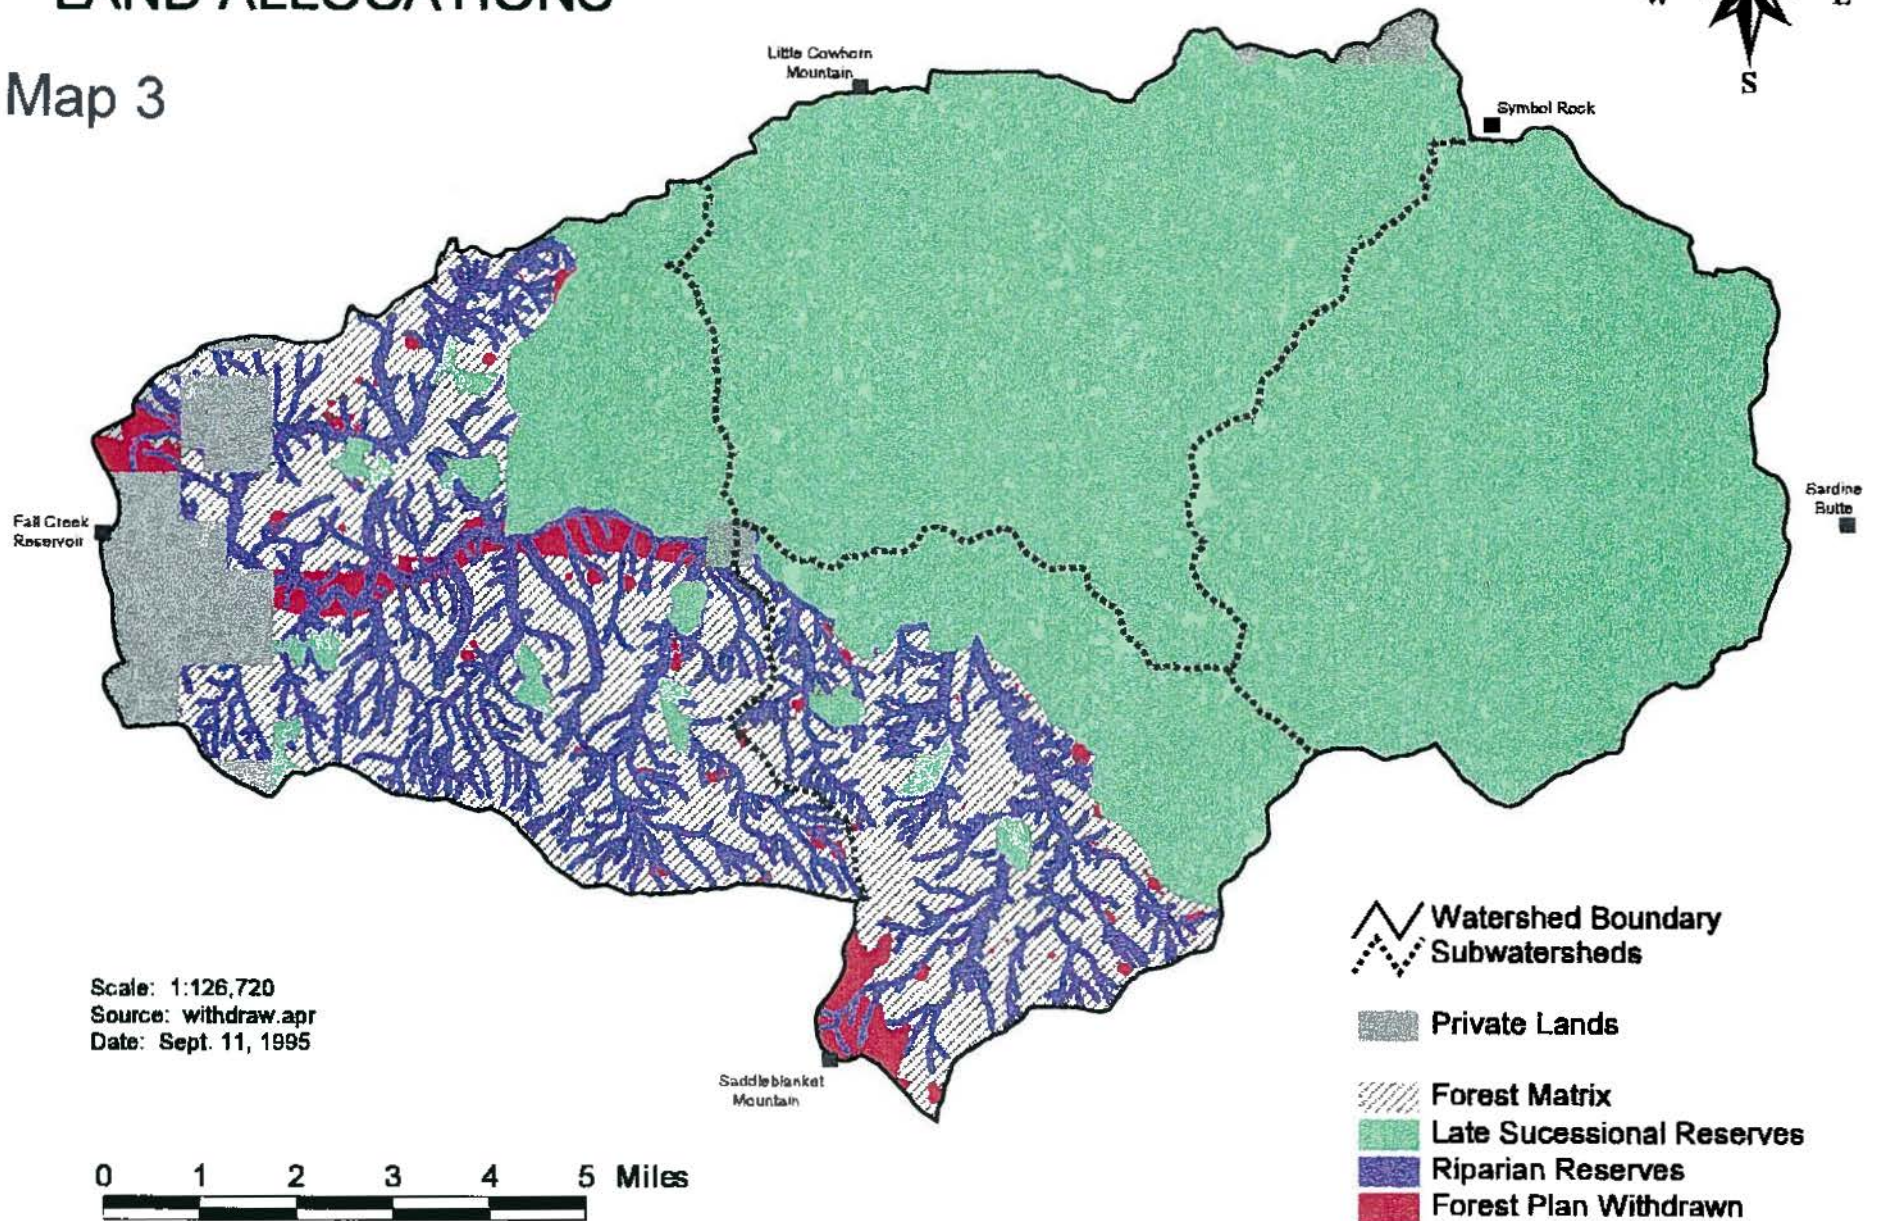 LAND ALLOCATIONS
Map 3
Little Cowhorn
Mountain
W
E
S
Symbol Rock
Sardine
Butte
Fall Creek
Reservoir
Watershed Boundary
Subwatersheds
Private Lands
Forest Matrix
Late Sucessional Reserves
Riparian Reserves
Forest Plan Withdrawn
Scale: 1:126,720
Source: withdraw.apr
Date: Sept. 11, 1995
Saddleblanket
Mountain
0 1 2 3 4 5 Miles